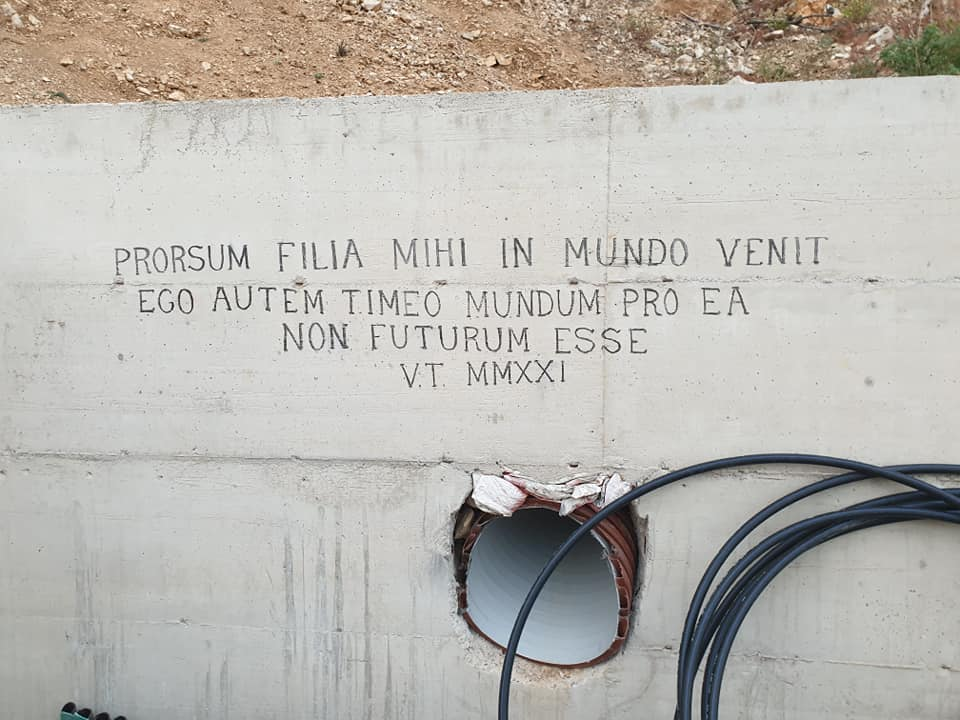 PRORSUM FILIA MIHI IN MUNDO VENIT
EGO AUTEM TIMEO MUNDUM PRO EA
NON FUTURUM ESSE
V.T. MMXXI